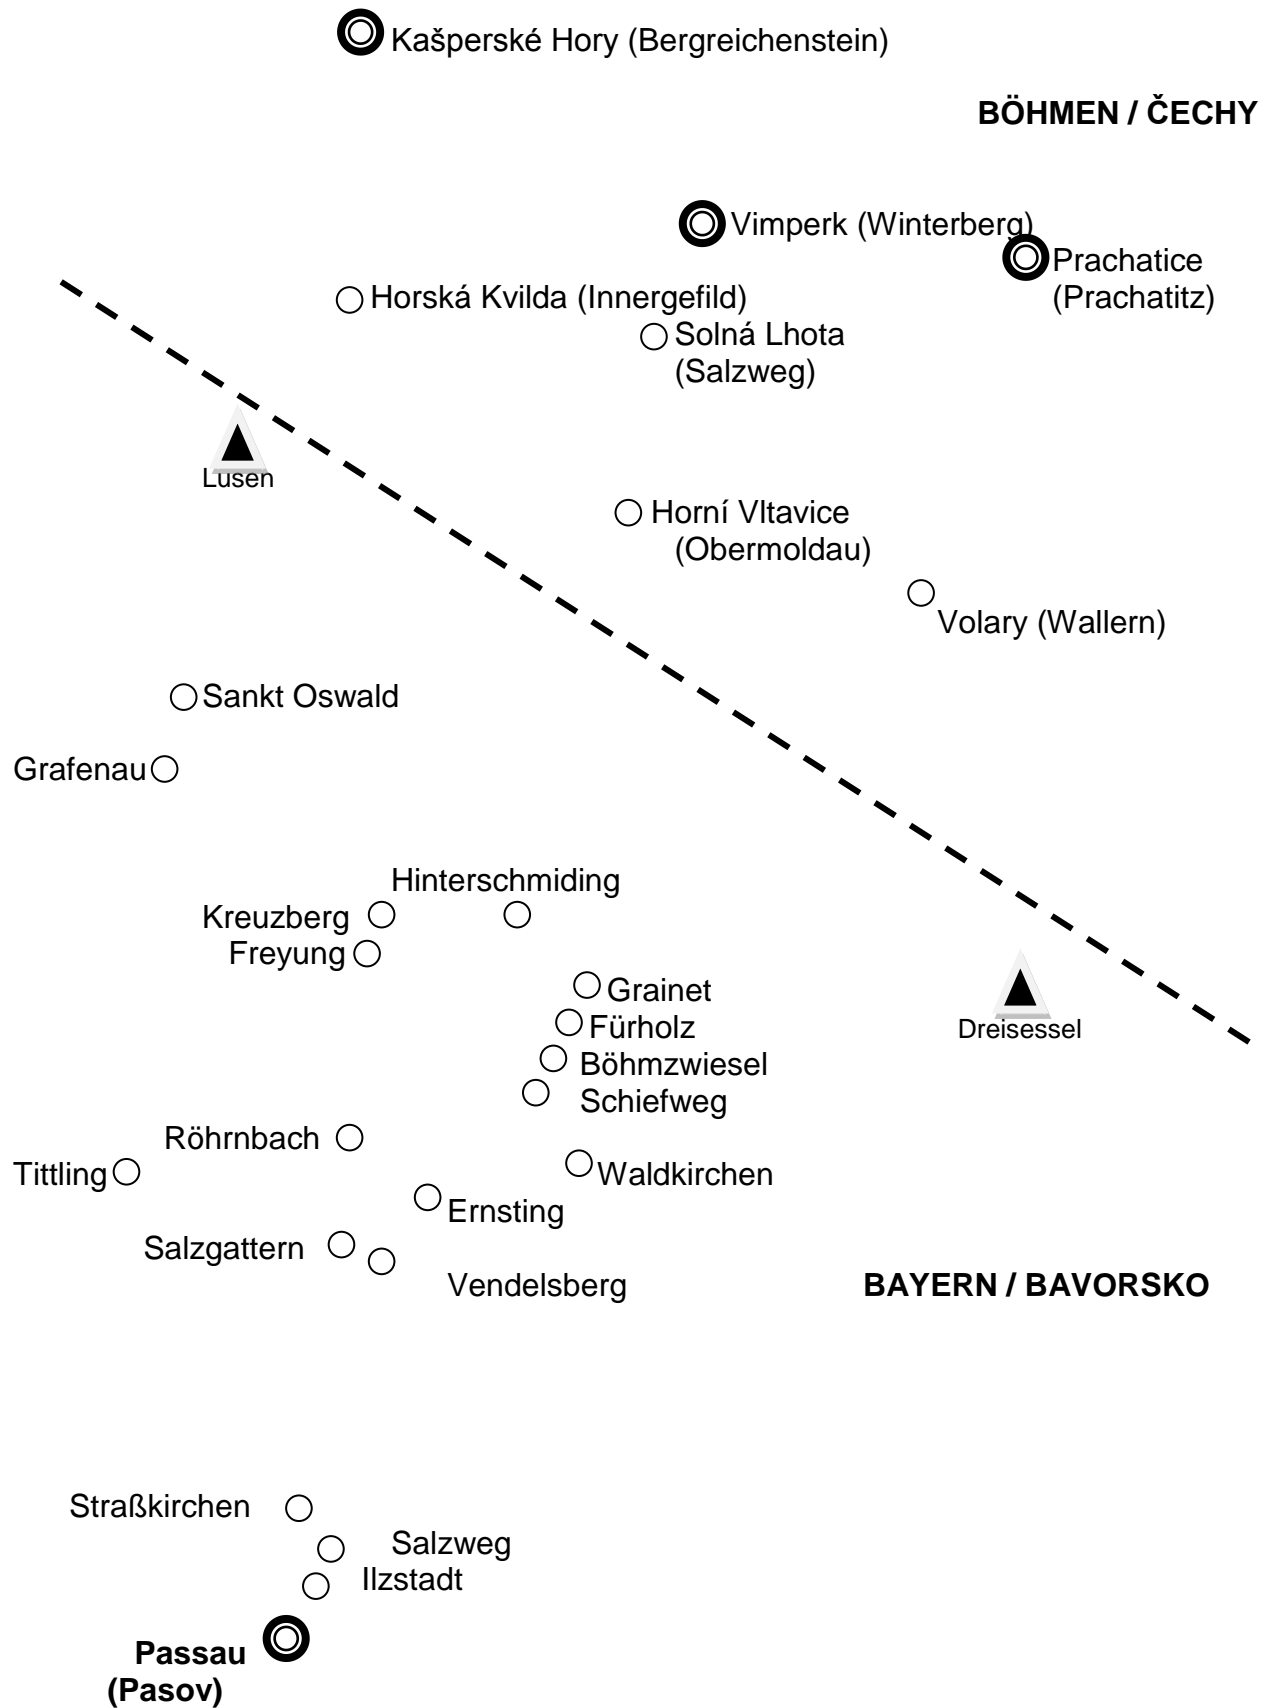 Kašperské Hory (Bergreichenstein)
BÖHMEN / ČECHY
Vimperk (Winterberg)
Prachatice
(Prachatitz)
Horská Kvilda (Innergefild)
Solná Lhota
(Salzweg)
Lusen
Horní Vltavice
(Obermoldau)
Volary (Wallern)
Sankt Oswald
Grafenau
Hinterschmiding
Kreuzberg
Freyung
Grainet
Fürholz
Dreisessel
Böhmzwiesel
Schiefweg
Röhrnbach
Waldkirchen
Tittling
Ernsting
Salzgattern
Vendelsberg
BAYERN / BAVORSKO
Straßkirchen
Salzweg
Ilzstadt
Passau
(Pasov)